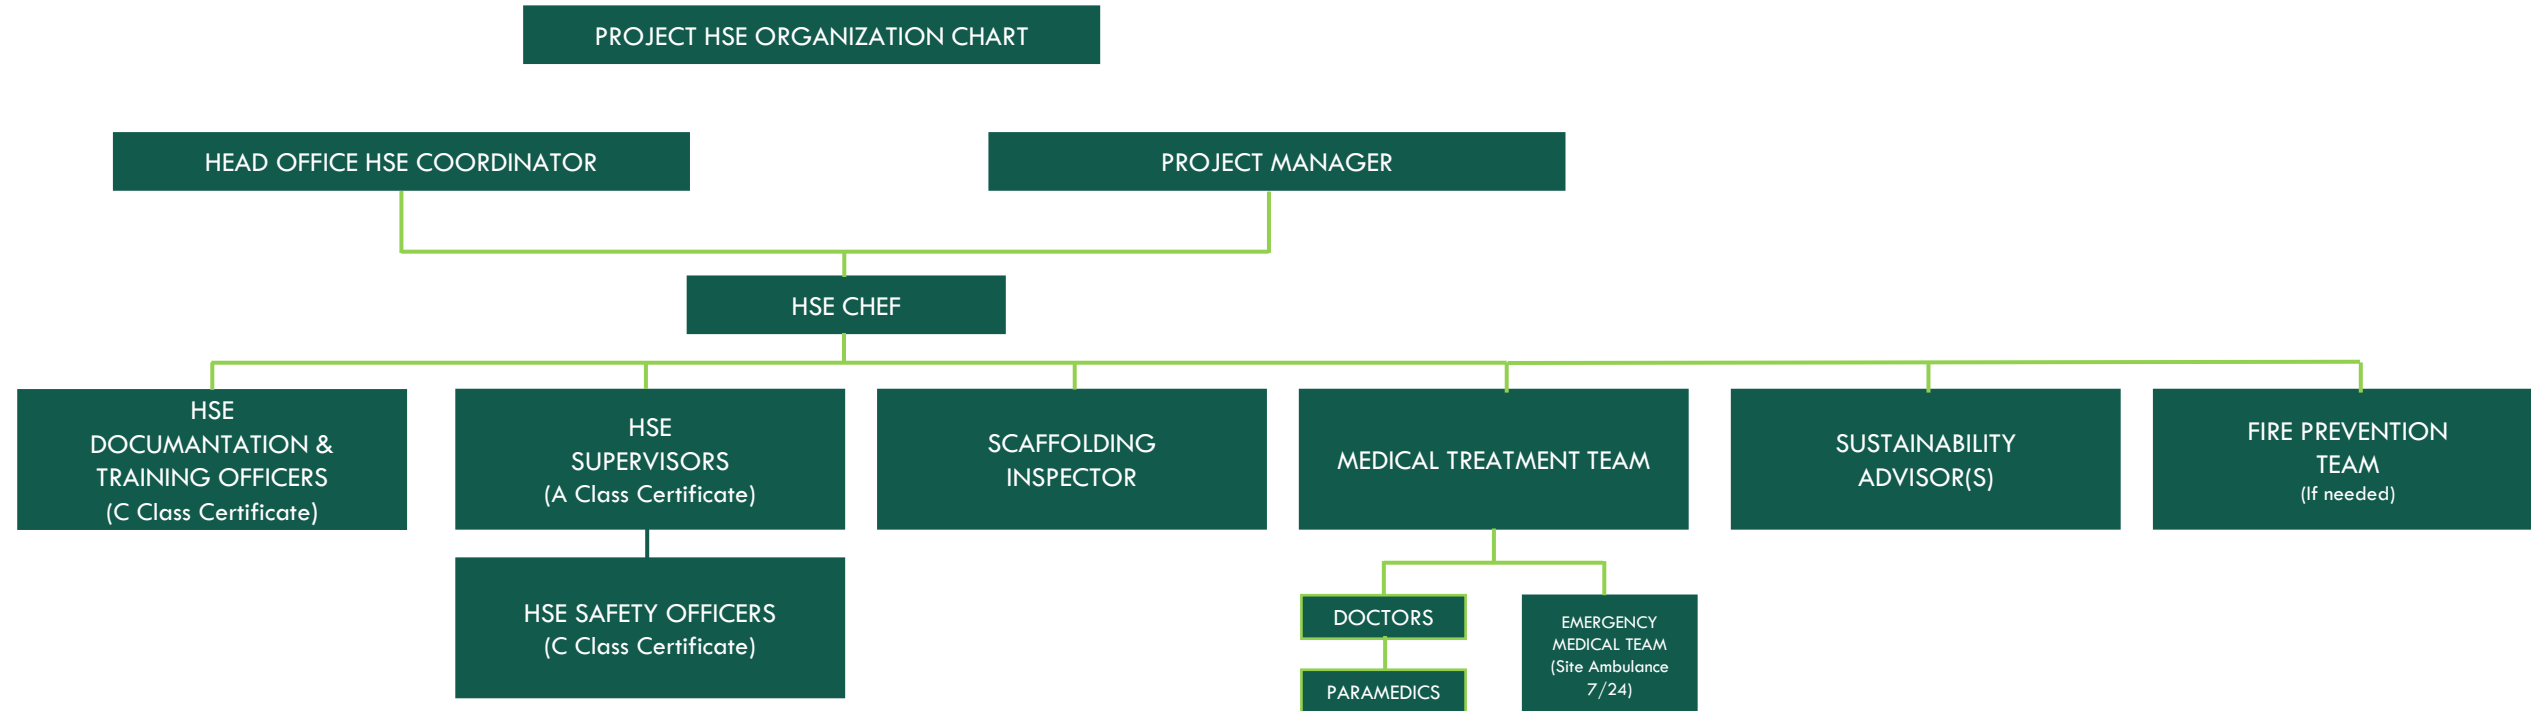 PROJECT HSE ORGANIZATION CHART
HEAD OFFICE HSE COORDINATOR
PROJECT MANAGER
HSE CHEF
HSE
DOCUMANTATION &
TRAINING OFFICERS
(C Class Certificate)
HSE
SUPERVISORS
(A Class Certificate)
SCAFFOLDING
INSPECTOR
MEDICAL TREATMENT TEAM
SUSTAINABILITY
ADVISOR(S)
FIRE PREVENTION
TEAM
(If needed)
HSE SAFETY OFFICERS
(C Class Certificate)
DOCTORS
PARAMEDICS
EMERGENCY
MEDICAL TEAM
(Site Ambulance
7/24)